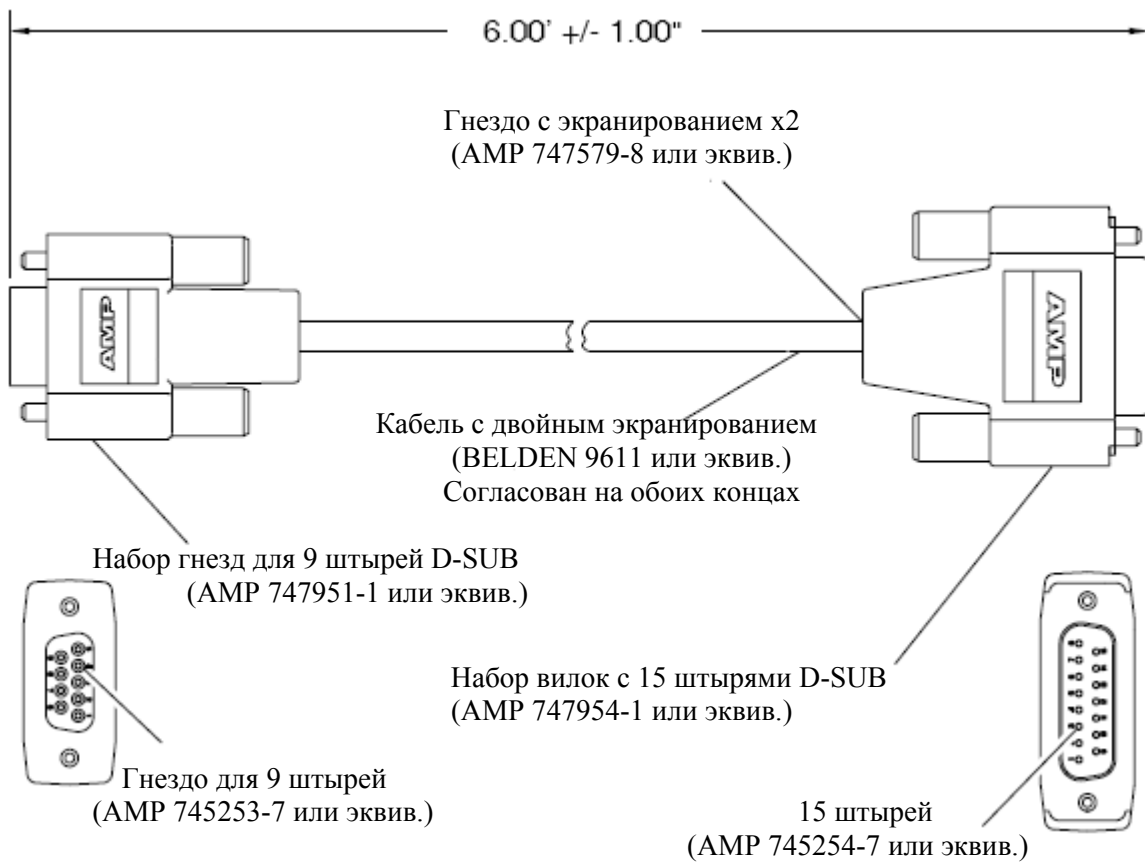 6.00' +/- 1.00"
Гнездо с экранированием x2
(AMP 747579-8 или эквив.)
AMP
AMP
Кабель с двойным экранированием
(BELDEN 9611 или эквив.)
Согласован на обоих концах
Набор гнезд для 9 штырей D-SUB
(AMP 747951-1 или эквив.)
Набор вилок с 15 штырями D-SUB
(AMP 747954-1 или эквив.)
Гнездо для 9 штырей
(AMP 745253-7 или эквив.)
15 штырей
(AMP 745254-7 или эквив.)